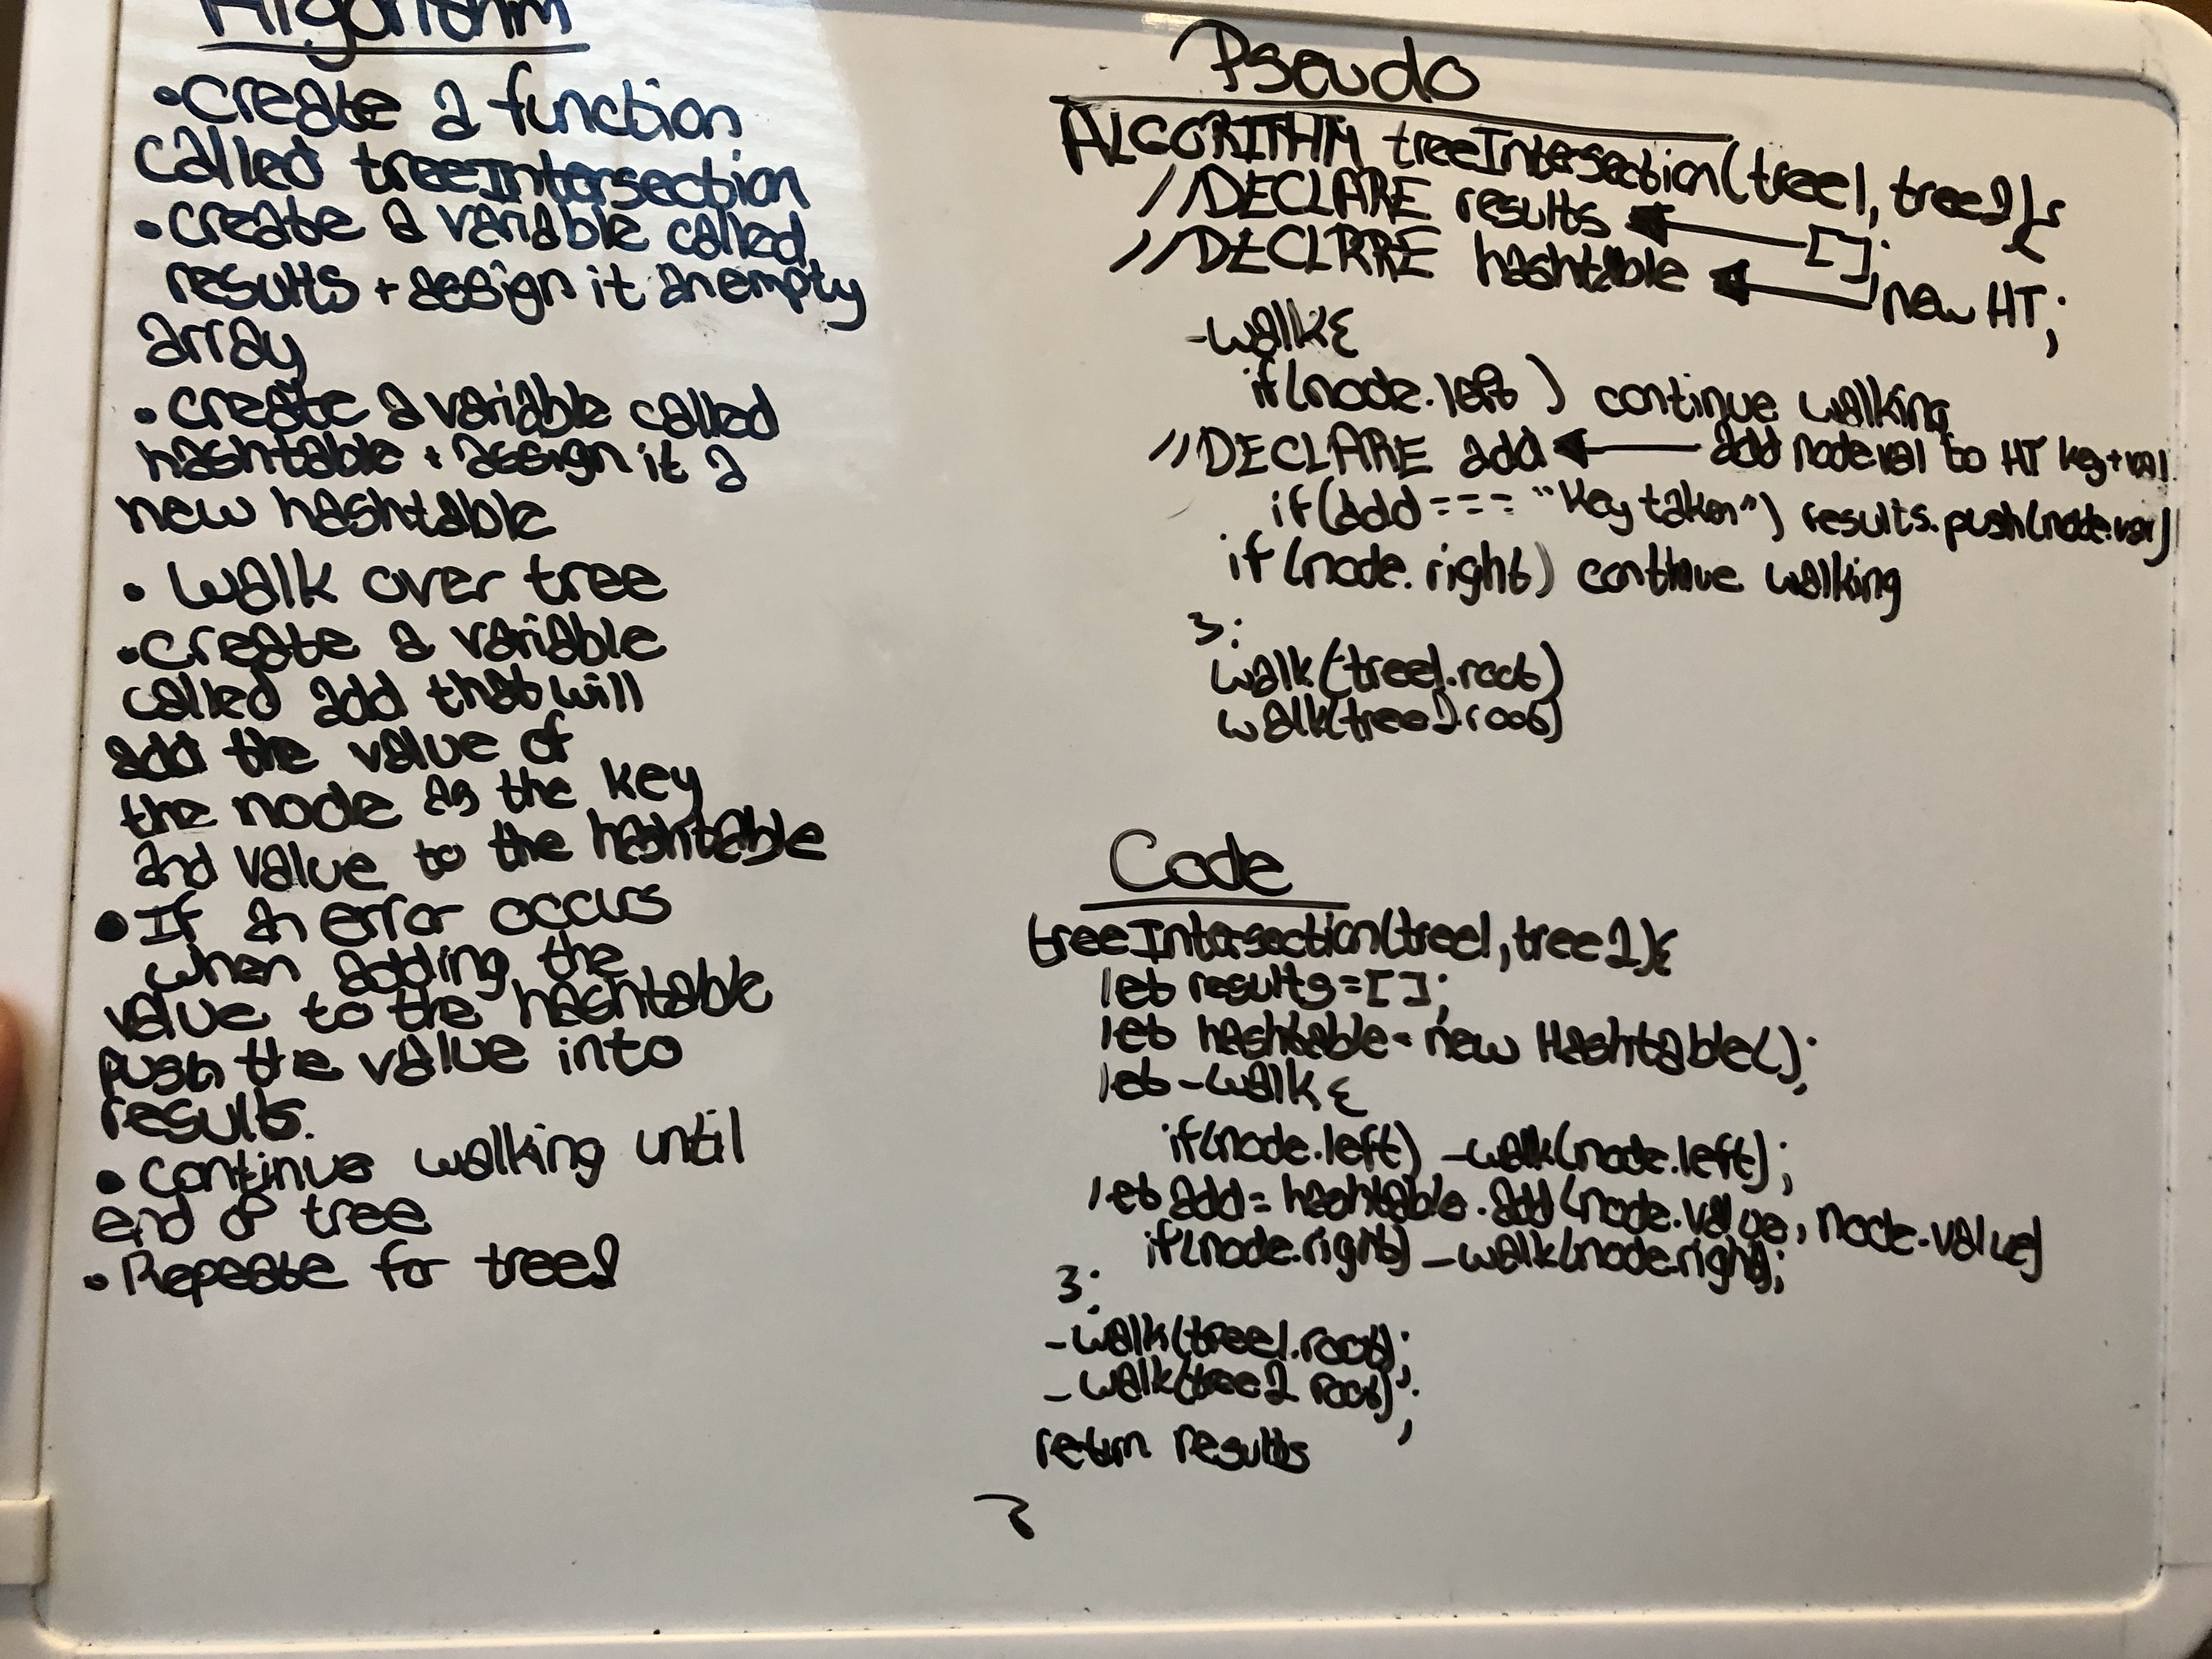 Algorithm
•Create a function
called treeIntersection
•create a variable called
results + assign it an empty
array
•create a variable called
hashtable + assign it a
new hashtable
• Walk over tree
•Create a variable
called add that will
add the value of
the node as the key
and value to the hashtable
• If an error occurs
when adding the
value to the hashtable
push the value into
results.
• continue walking until
end of tree
• Repeate for tree2
Pseudo
ALGORITHM treeIntersection(tree1, tree2){
//DECLARE results ← [];
//DECLARE hashtable ← new HT;
-walk{
if(node.left) continue walking
//DECLARE add ← add node.val to HT key+val
if(add === "Key taken") results.push(node.val)
if(node.right) continue walking
};
walk(tree1.root)
walk(tree2.root)
Code
treeIntersection(tree1, tree2){
let results=[];
let hashtable = new Hashtable();
let -walk {
if(node.left) -walk(node.left);
let add = hashtable.add(node.value, node.value)
if(node.right) -walk(node.right);
};
-walk(tree1.root);
-walk(tree2 root);
return results
}